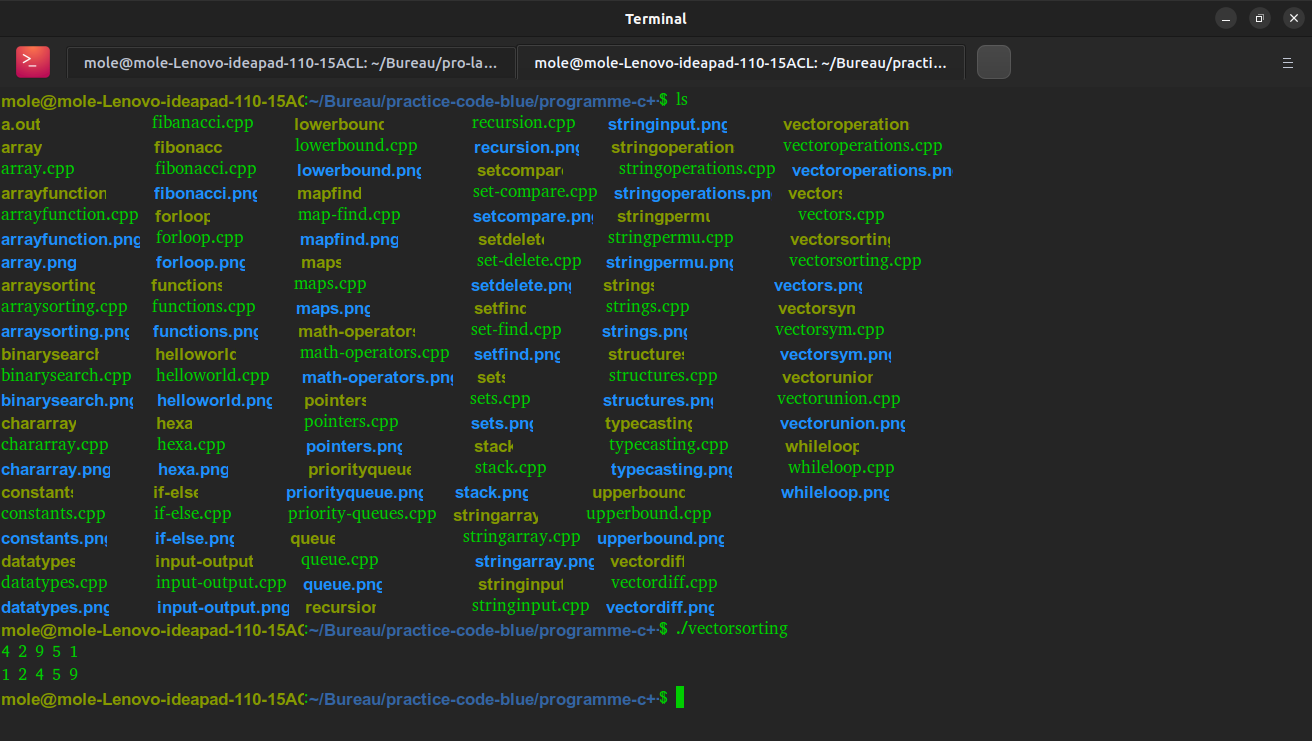 Terminal
mole@mole-Lenovo-ideapad-110-15ACL: ~/Bureau/pro-la...
mole@mole-Lenovo-ideapad-110-15ACL: ~/Bureau/practi...
mole@mole-Lenovo-ideapad-110-15AC:~/Bureau/practice-code-blue/programme-c+$ ls
a.out fibanacci.cpp lowerbound recursion.cpp stringinput.png vectoroperation
array fibonacc lowerbound.cpp recursion.png stringoperation vectoroperations.cpp
array.cpp fibonacci.cpp lowerbound.png setcompare stringoperations.cpp vectoroperations.pn
arrayfunction fibonacci.png mapfind set-compare.cpp stringoperations.pn vectors
arrayfunction.cpp forloop map-find.cpp setcompare.png stringpermu vectors.cpp
arrayfunction.png forloop.cpp mapfind.png setdelete stringpermu.cpp vectorsorting
array.png forloop.png maps set-delete.cpp stringpermu.png vectorsorting.cpp
arraysorting functions maps.cpp setdelete.png strings vectors.png
arraysorting.cpp functions.cpp maps.png setfind strings.cpp vectorsym
arraysorting.png functions.png math-operators set-find.cpp strings.png vectorsym.cpp
binarysearch helloworld math-operators.cpp setfind.png structures vectorsym.png
binarysearch.cpp helloworld.cpp math-operators.png sets structures.cpp vectorunion
binarysearch.png helloworld.png pointers sets.cpp structures.png vectorunion.cpp
chararray hexa pointers.cpp sets.png typecasting vectorunion.png
chararray.cpp hexa.cpp pointers.png stack typecasting.cpp whileloop
chararray.png hexa.png priorityqueue stack.cpp typecasting.png whileloop.cpp
constants if-else priorityqueue.png stack.png upperbound whileloop.png
constants.cpp if-else.cpp priority-queues.cpp stringarray upperbound.cpp
constants.png if-else.png queue stringarray.cpp upperbound.png
datatypes input-output queue.cpp stringarray.png vectordiff
datatypes.cpp input-output.cpp queue.png stringinput vectordiff.cpp
datatypes.png input-output.png recursion stringinput.cpp vectordiff.png
mole@mole-Lenovo-ideapad-110-15AC:~/Bureau/practice-code-blue/programme-c+$ ./vectorsorting
4 2 9 5 1
1 2 4 5 9
mole@mole-Lenovo-ideapad-110-15AC:~/Bureau/practice-code-blue/programme-c+$